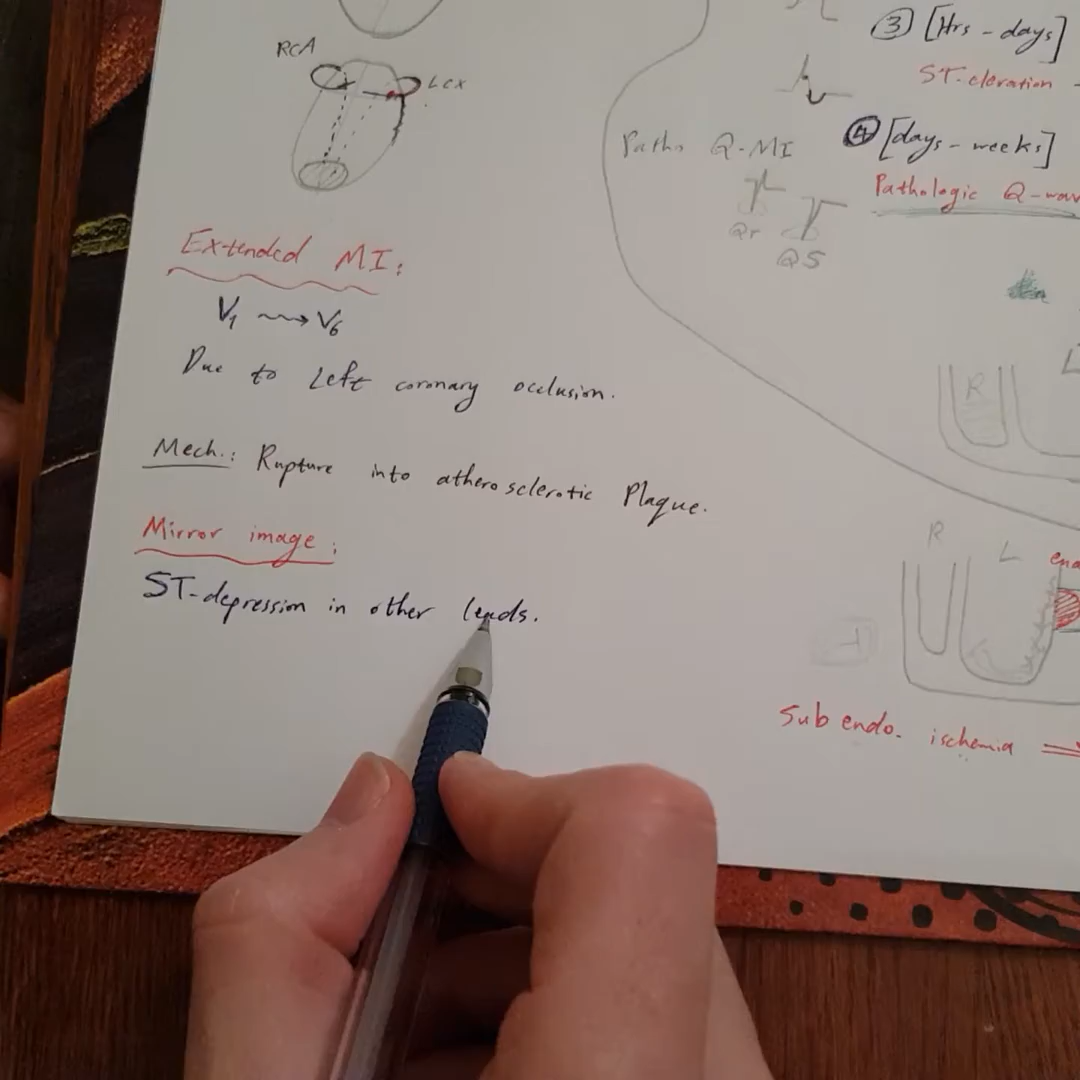 RCA
LCX
Extended MI:
V1 ⟿ V6
Due to Left coronary occlusion.
Mech.: Rupture into atherosclerotic Plaque.
Mirror image:
ST-depression in other leads.
③ [Hrs - days]
ST-elevation -
Q-MI
④ [days - weeks]
Pathologic Q-wav
Qr
QS
R
L
R
L
Sub endo. ischemia ⇒